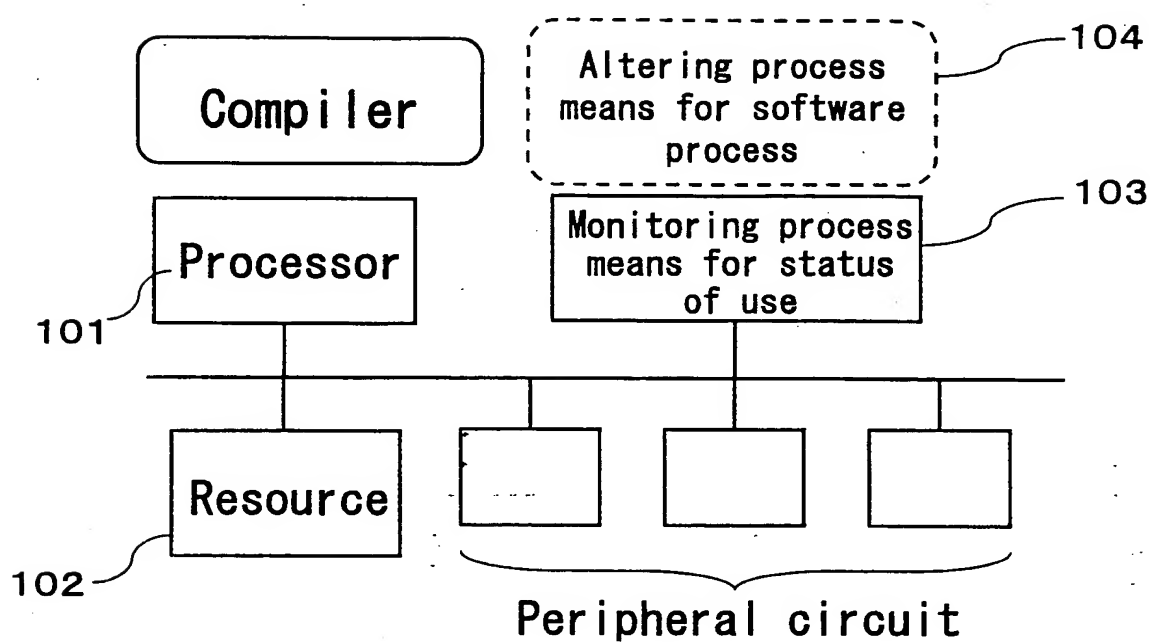 Compiler
Altering process
means for software
process
104
Processor
101
Monitoring process
means for status
of use
103
Resource
102
Peripheral circuit